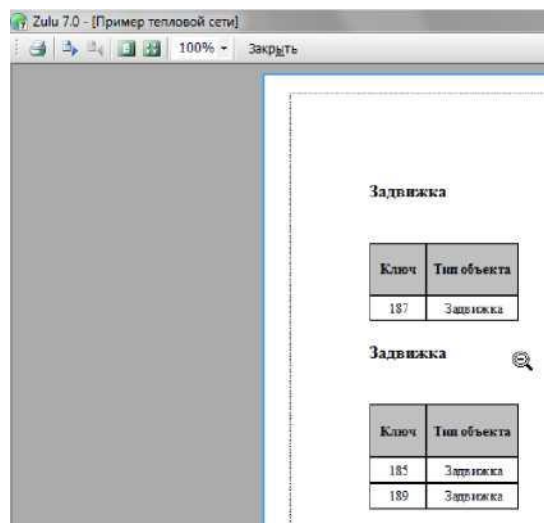 Zulu 7.0 - [Пример тепловой сети]
100% Закрыть
Задвижка
Ключ Тип объекта
187 Задвижка
Задвижка
Ключ Тип объекта
185 Задвижка
189 Задвижка